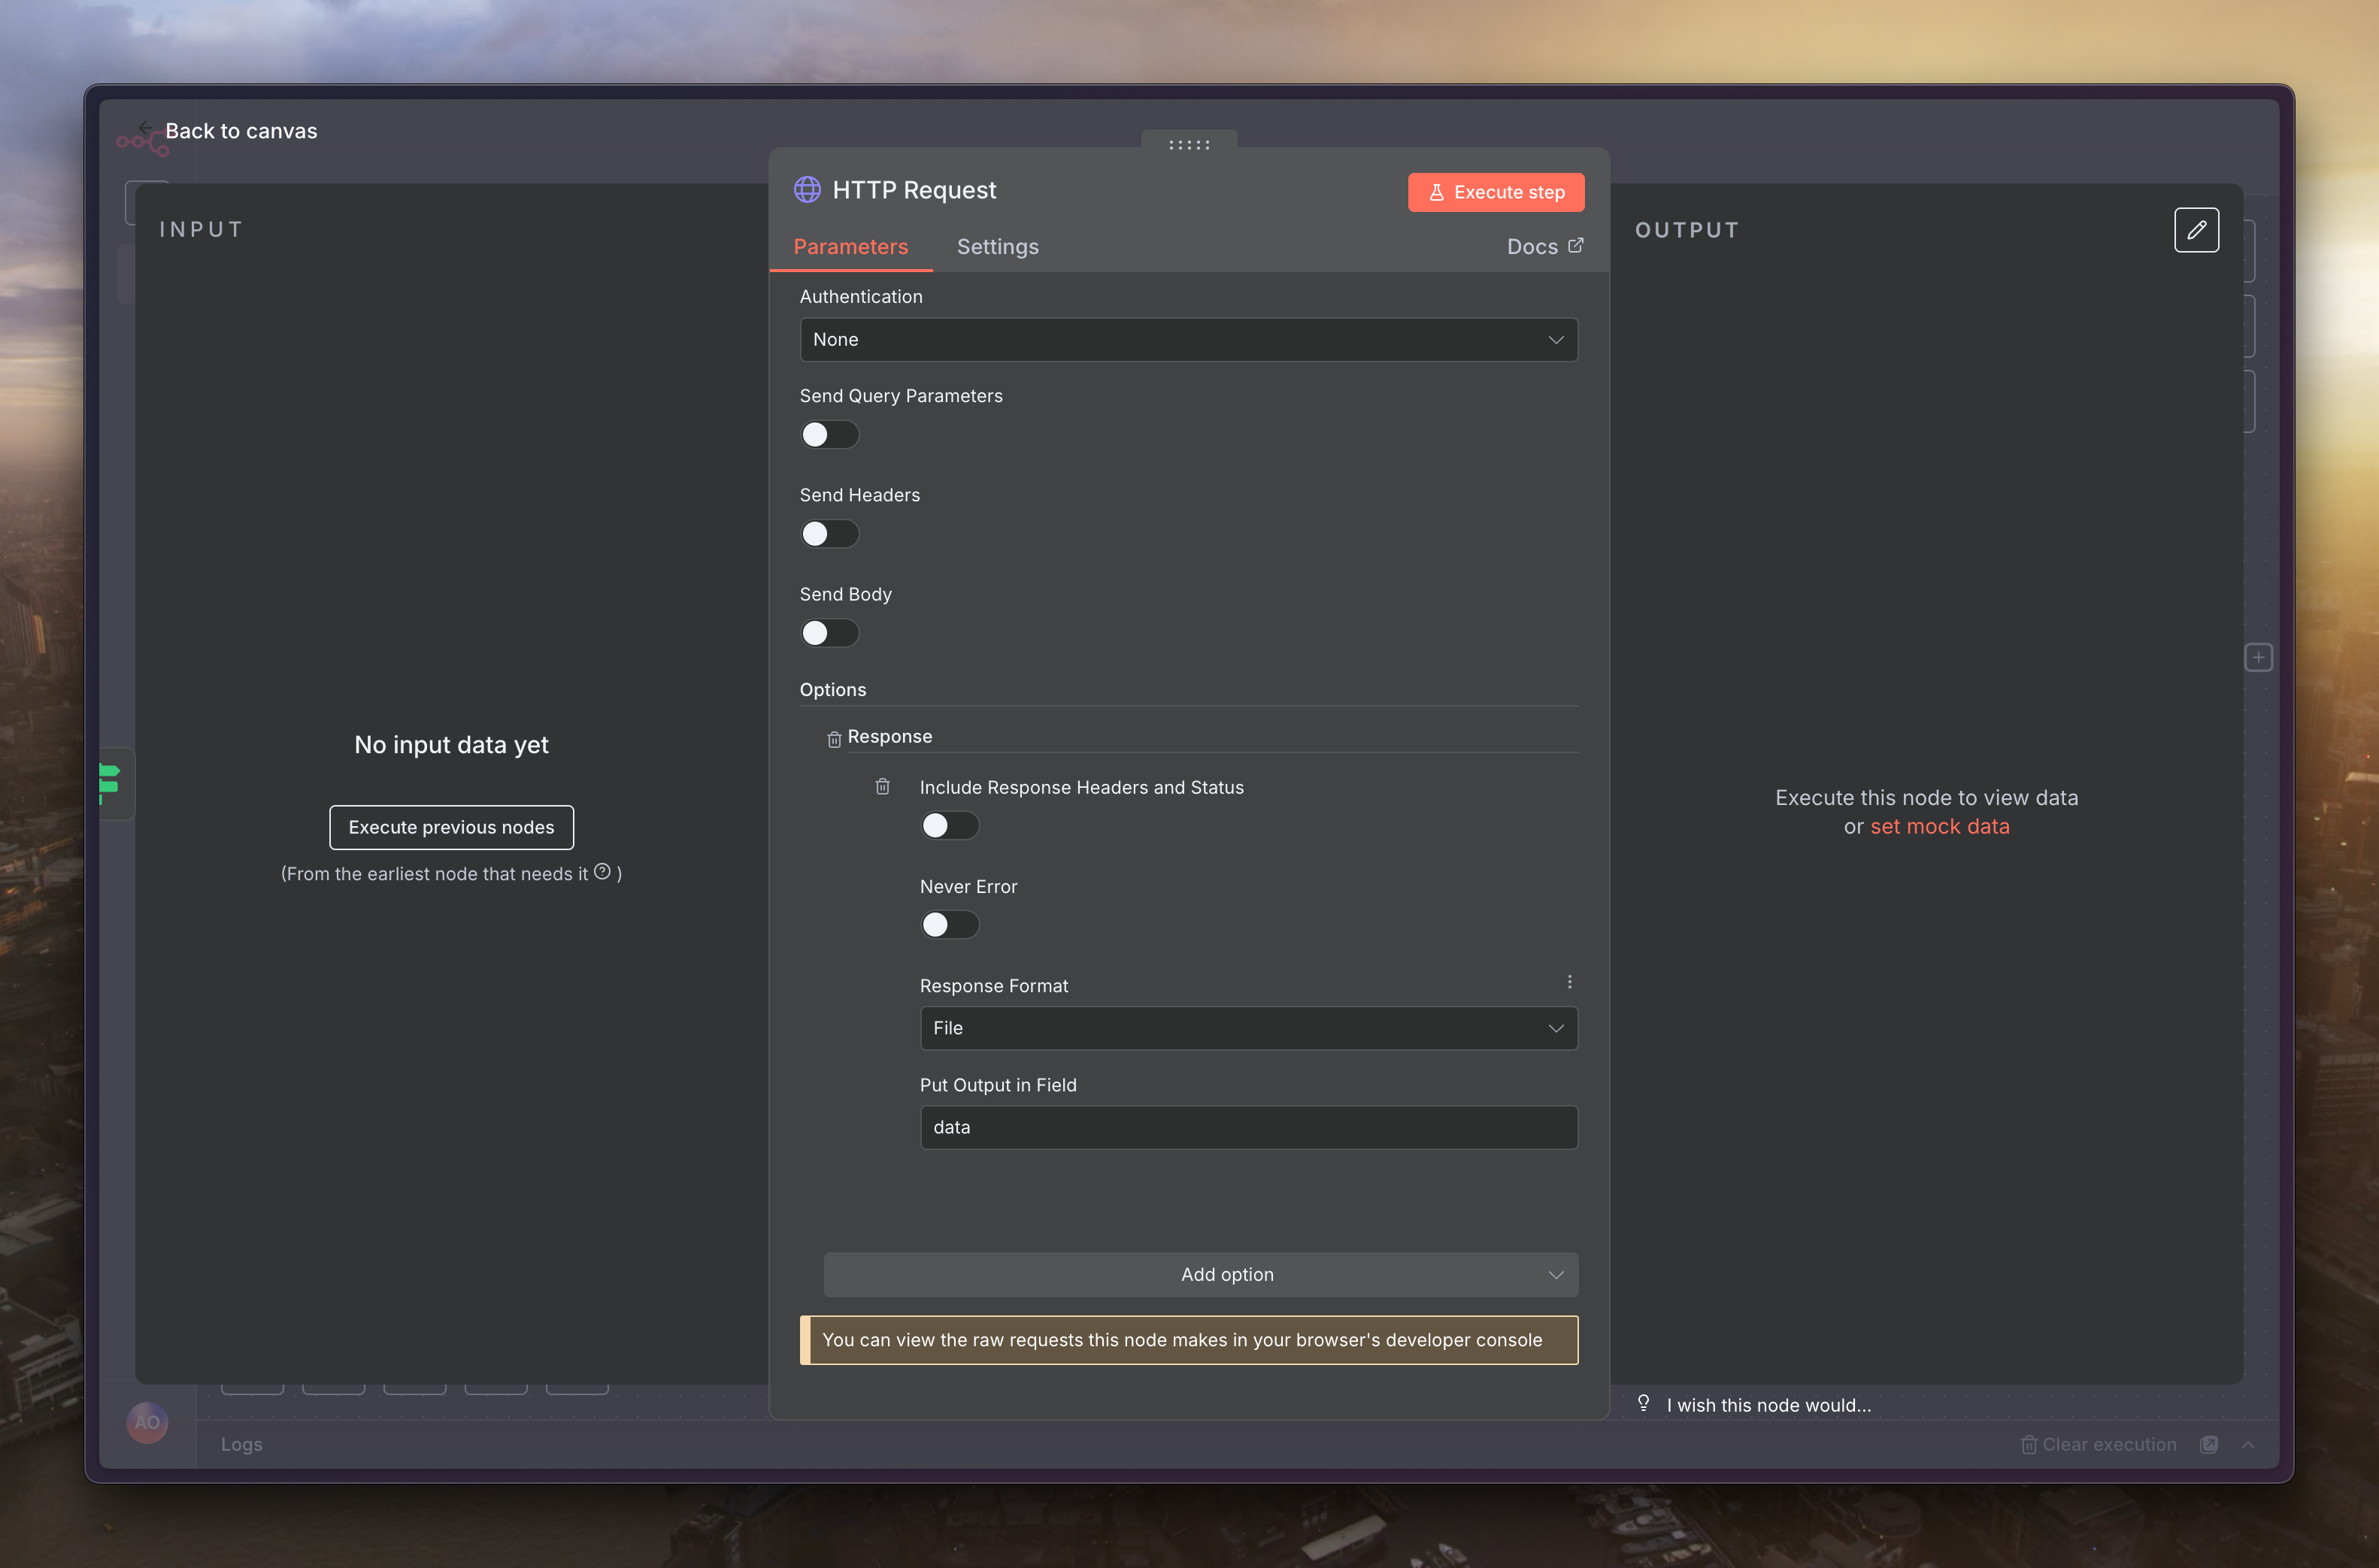 Back to canvas
INPUT
No input data yet
Execute previous nodes
(From the earliest node that needs it ? )
HTTP Request
Execute step
Parameters
Settings
Docs
Authentication
None
Send Query Parameters
Send Headers
Send Body
Options
Response
Include Response Headers and Status
Never Error
Response Format
File
Put Output in Field
data
Add option
You can view the raw requests this node makes in your browser's developer console
OUTPUT
Execute this node to view data
or set mock data
I wish this node would...
AO
Logs
Clear execution